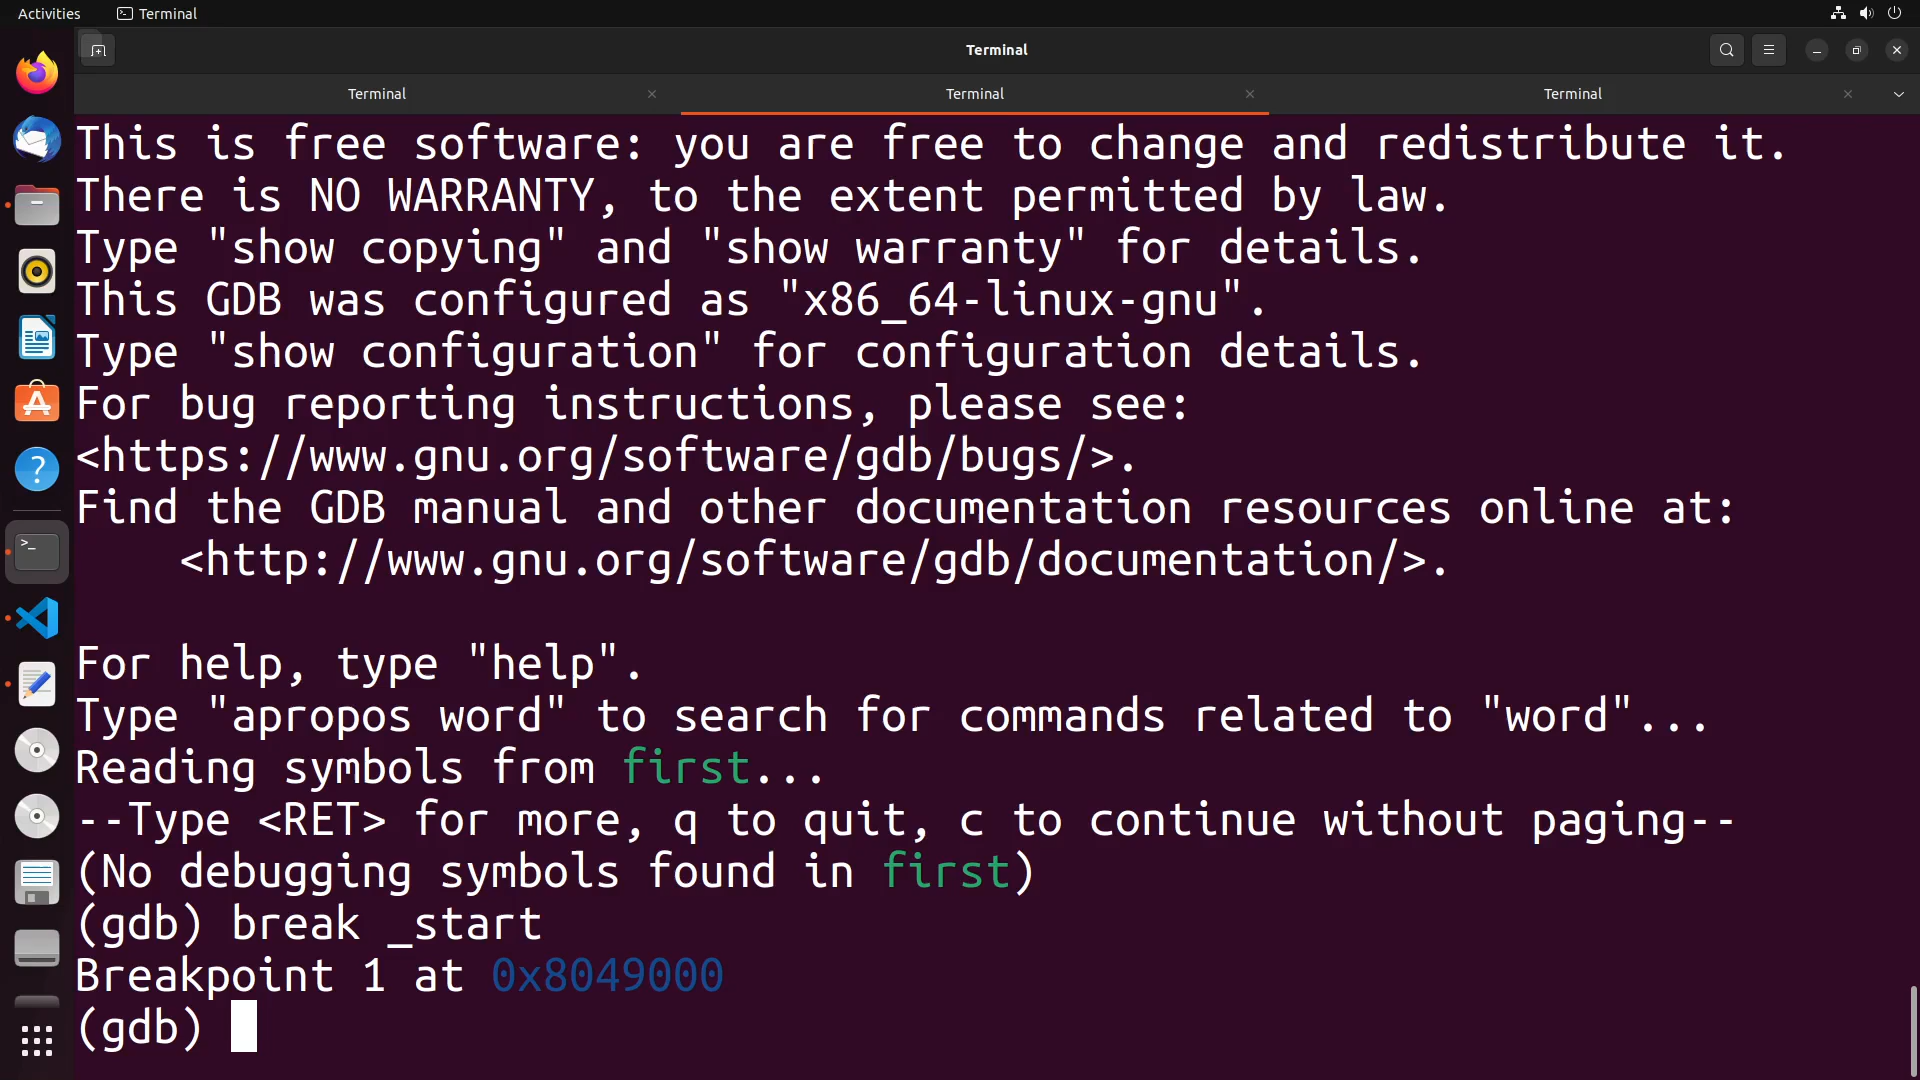 Activities
Terminal
Terminal
Terminal
Terminal
Terminal
This is free software: you are free to change and redistribute it.
There is NO WARRANTY, to the extent permitted by law.
Type "show copying" and "show warranty" for details.
This GDB was configured as "x86_64-linux-gnu".
Type "show configuration" for configuration details.
For bug reporting instructions, please see:
<https://www.gnu.org/software/gdb/bugs/>.
Find the GDB manual and other documentation resources online at:
    <http://www.gnu.org/software/gdb/documentation/>.
For help, type "help".
Type "apropos word" to search for commands related to "word"...
Reading symbols from first...
--Type <RET> for more, q to quit, c to continue without paging--
(No debugging symbols found in first)
(gdb) break _start
Breakpoint 1 at 0x8049000
(gdb)